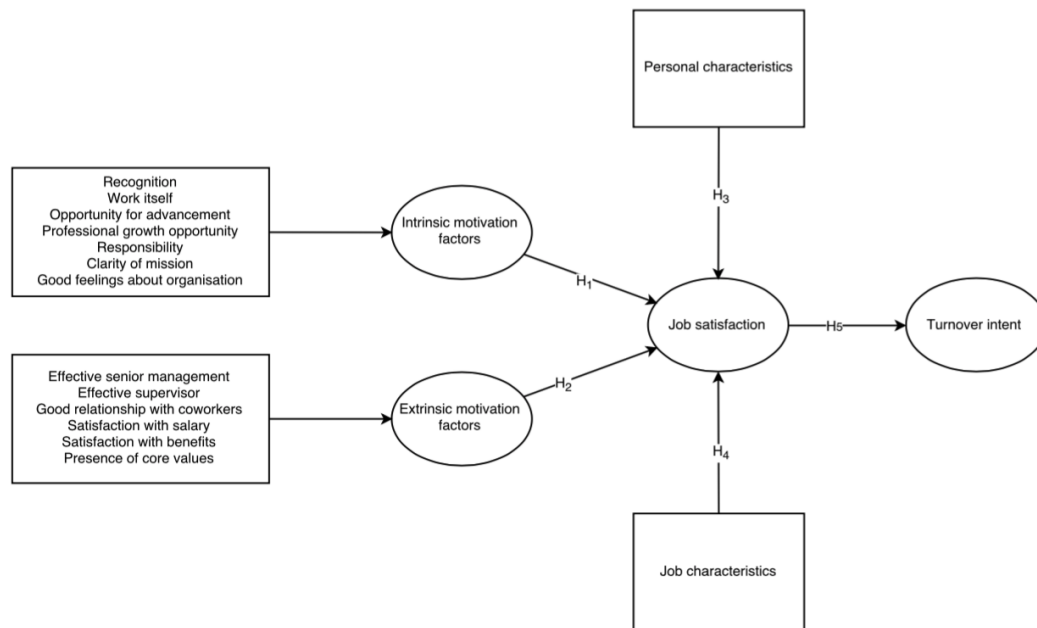 Personal characteristics
H3
Recognition
Work itself
Opportunity for advancement
Professional growth opportunity
Responsibility
Clarity of mission
Good feelings about organisation
Intrinsic motivation
factors
H1
Job satisfaction
H5
Turnover intent
Effective senior management
Effective supervisor
Good relationship with coworkers
Satisfaction with salary
Satisfaction with benefits
Presence of core values
Extrinsic motivation
factors
H2
H4
Job characteristics